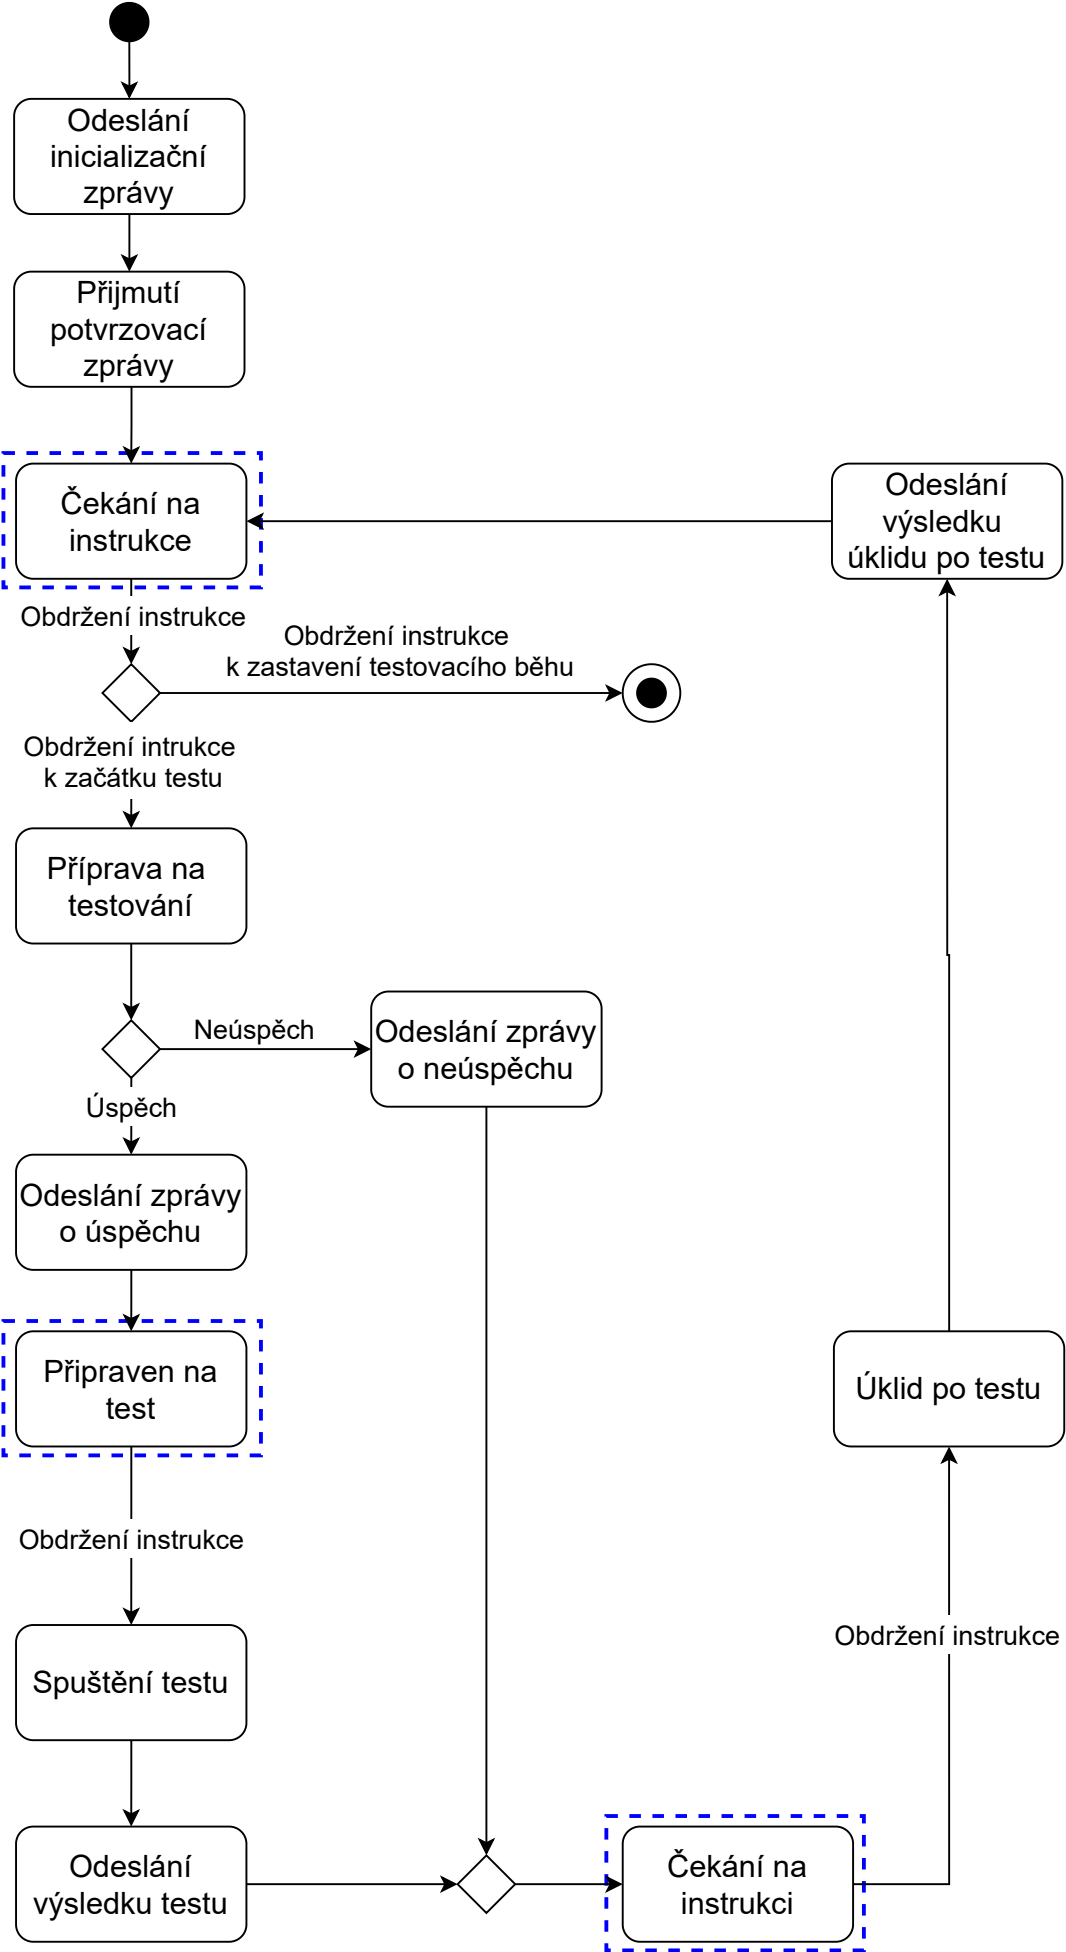 Odeslání
inicializační
zprávy
Přijmutí
potvrzovací
zprávy
Čekání na
instrukce
Odeslání
výsledku
úklidu po testu
Obdržení instrukce
Obdržení instrukce
k zastavení testovacího běhu
Obdržení intrukce
k začátku testu
Příprava na
testování
Neúspěch
Odeslání zprávy
o neúspěchu
Úspěch
Odeslání zprávy
o úspěchu
Připraven na
test
Úklid po testu
Obdržení instrukce
Obdržení instrukce
Spuštění testu
Odeslání
výsledku testu
Čekání na
instrukci